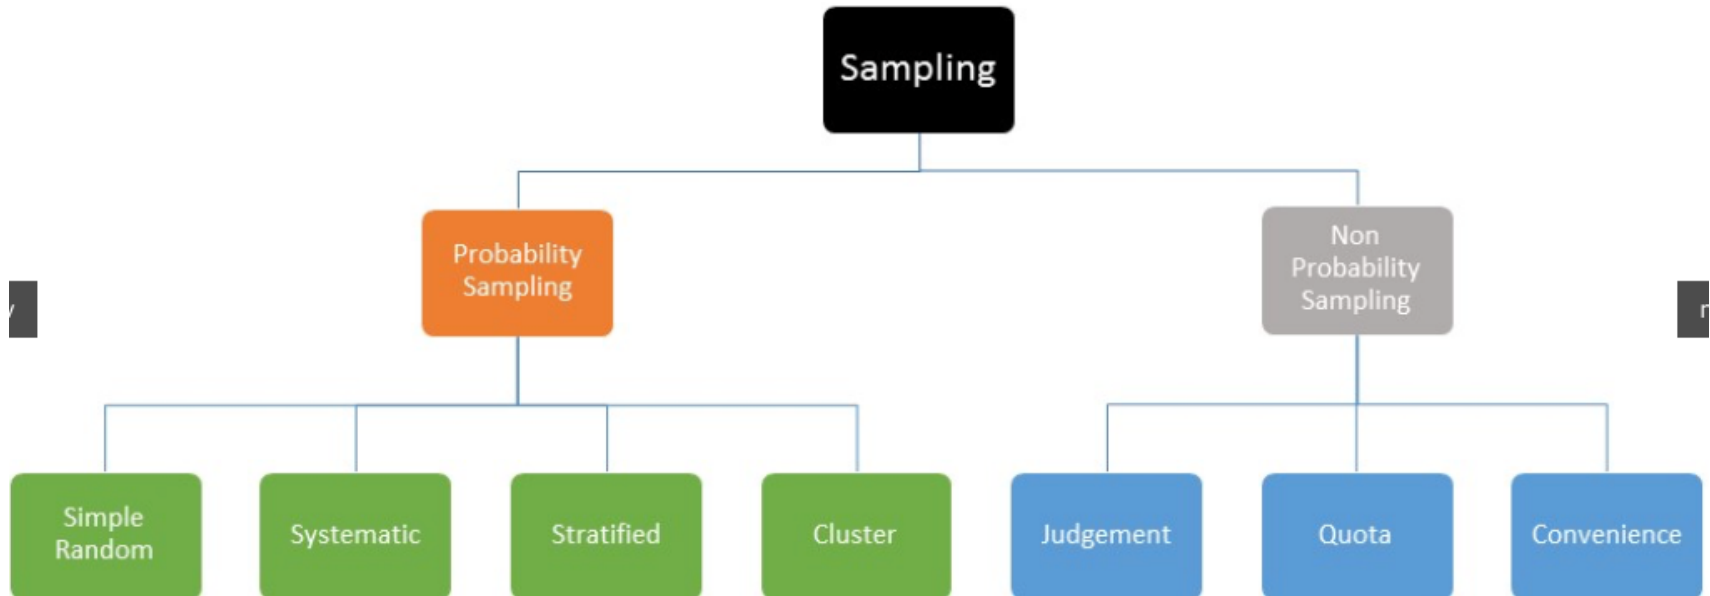 Sampling
Probability
Sampling
Non
Probability
Sampling
Simple
Random
Systematic
Stratified
Cluster
Judgement
Quota
Convenience